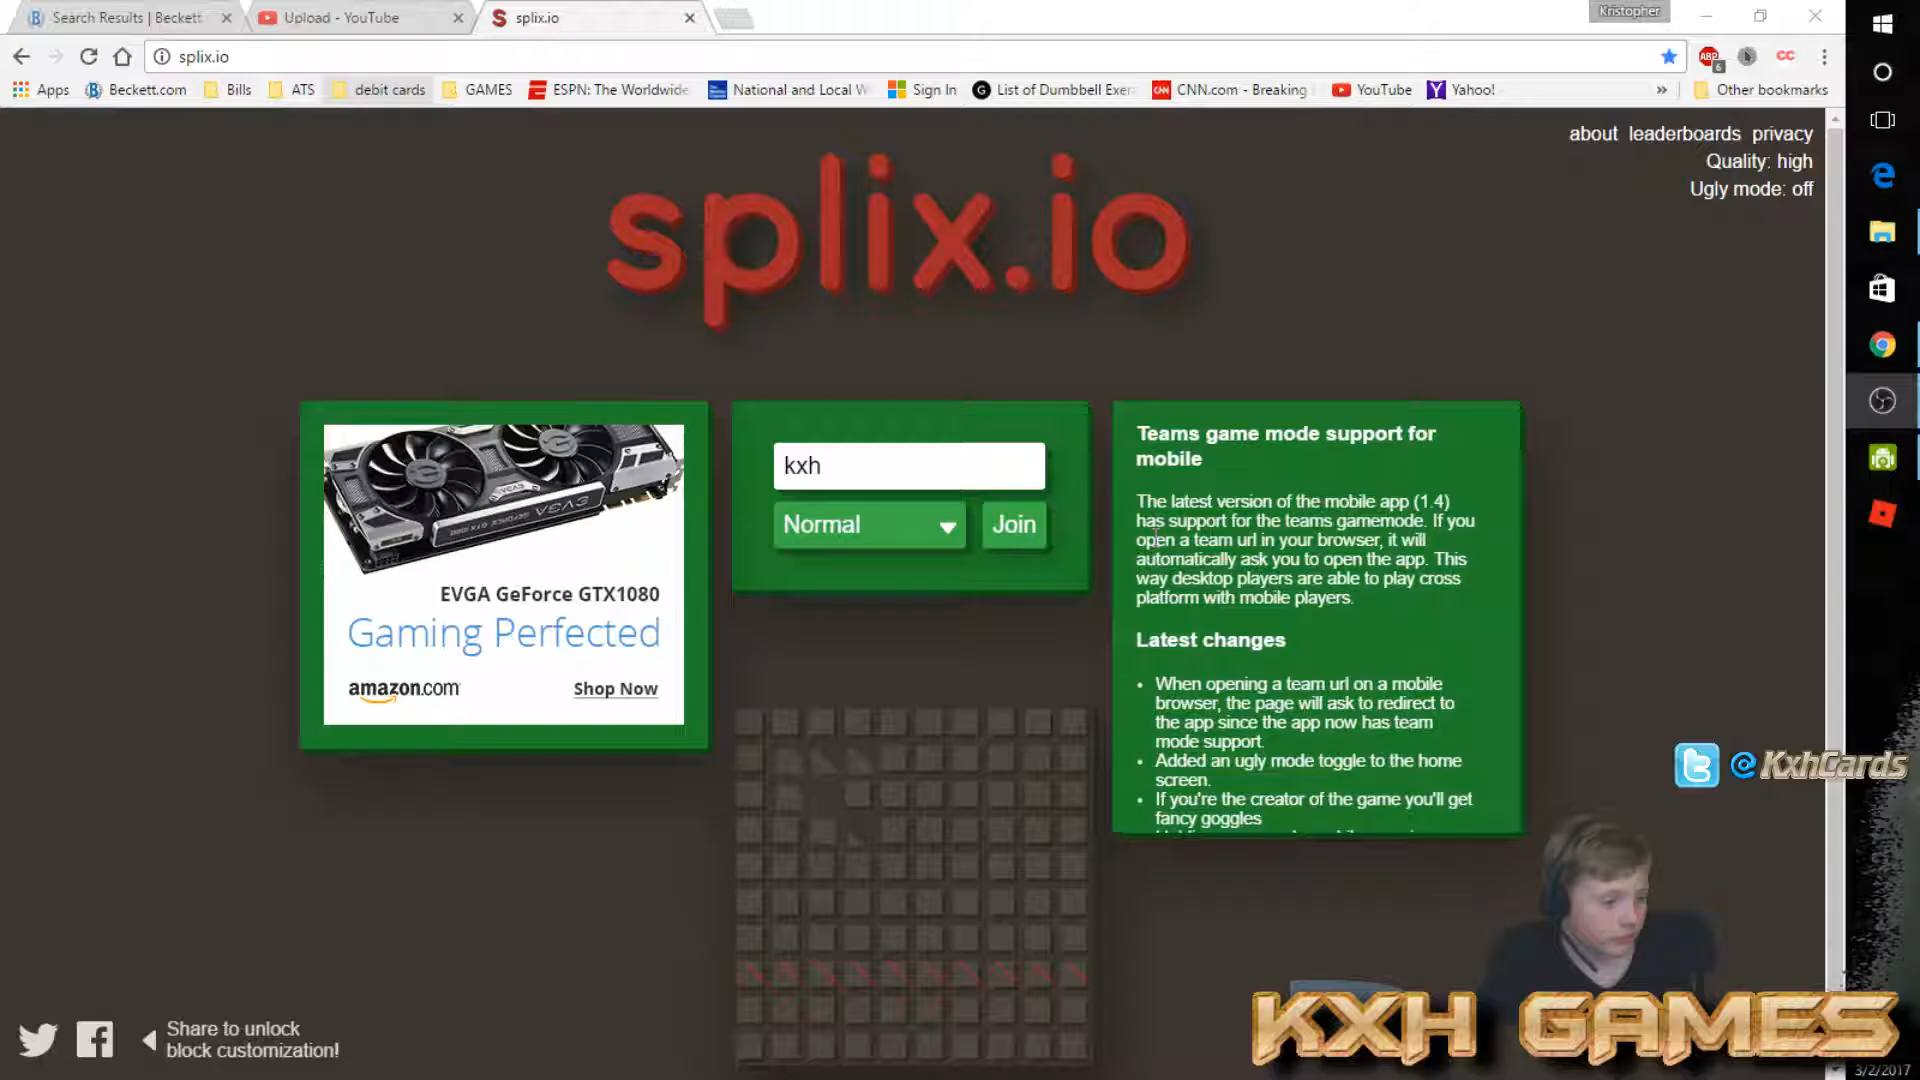 Search Results | Beckett
Upload - YouTube
splix.io
Kristopher
splix.io
ABP
6
CC
Apps
Beckett.com
Bills
ATS
debit cards
GAMES
ESPN: The Worldwide
National and Local W
Sign In
List of Dumbbell Exer
CNN.com - Breaking
YouTube
Yahoo!
»
Other bookmarks
about leaderboards privacy
Quality: high
Ugly mode: off
splix.io
EVGA GeForce GTX1080
Gaming Perfected
amazon.com
Shop Now
kxh
Normal
Join
Teams game mode support for
mobile
The latest version of the mobile app (1.4)
has support for the teams gamemode. If you
open a team url in your browser, it will
automatically ask you to open the app. This
way desktop players are able to play cross
platform with mobile players.
Latest changes
• When opening a team url on a mobile
browser, the page will ask to redirect to
the app since the app now has team
mode support.
• Added an ugly mode toggle to the home
screen.
• If you're the creator of the game you'll get
fancy goggles
@KxhCards
KXH GAMES
Share to unlock
block customization!
3/2/2017